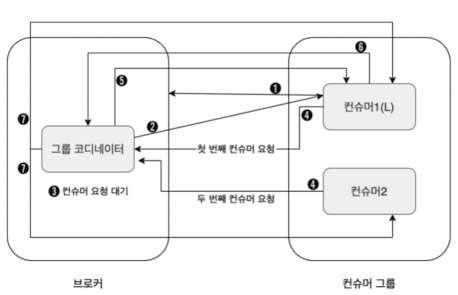 ❻
❺
❶
컨슈머1(L)
❹
❼
❷
그룹 코디네이터
첫 번째 컨슈머 요청
❼
❸ 컨슈머 요청 대기
❹
컨슈머2
두 번째 컨슈머 요청
브로커
컨슈머 그룹